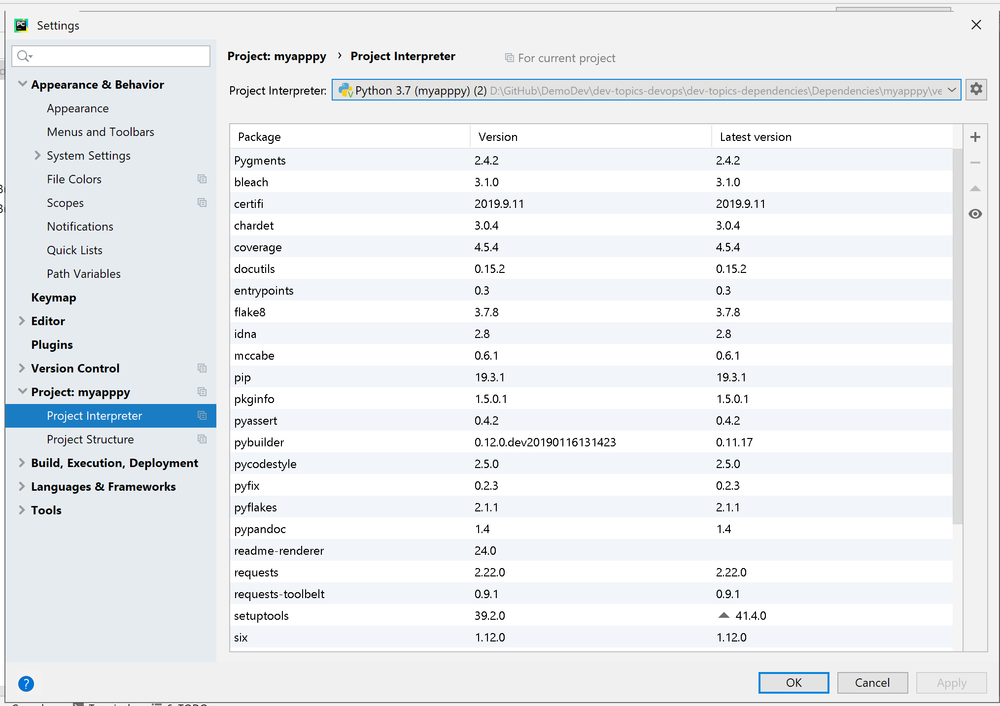 PC Settings
Project: myapppy › Project Interpreter For current project
Project Interpreter: Python 3.7 (myapppy) (2) D:\GitHub\DemoDev\dev-topics-devops\dev-topics-dependencies\Dependencies\myapppy\ve
Appearance & Behavior
Appearance
Menus and Toolbars
System Settings
File Colors
Scopes
Notifications
Quick Lists
Path Variables
Keymap
Editor
Plugins
Version Control
Project: myapppy
Project Interpreter
Project Structure
Build, Execution, Deployment
Languages & Frameworks
Tools
Package Version Latest version
Pygments 2.4.2 2.4.2
bleach 3.1.0 3.1.0
certifi 2019.9.11 2019.9.11
chardet 3.0.4 3.0.4
coverage 4.5.4 4.5.4
docutils 0.15.2 0.15.2
entrypoints 0.3 0.3
flake8 3.7.8 3.7.8
idna 2.8 2.8
mccabe 0.6.1 0.6.1
pip 19.3.1 19.3.1
pkginfo 1.5.0.1 1.5.0.1
pyassert 0.4.2 0.4.2
pybuilder 0.12.0.dev20190116131423 0.11.17
pycodestyle 2.5.0 2.5.0
pyfix 0.2.3 0.2.3
pyflakes 2.1.1 2.1.1
pypandoc 1.4 1.4
readme-renderer 24.0
requests 2.22.0 2.22.0
requests-toolbelt 0.9.1 0.9.1
setuptools 39.2.0 41.4.0
six 1.12.0 1.12.0
? OK Cancel Apply